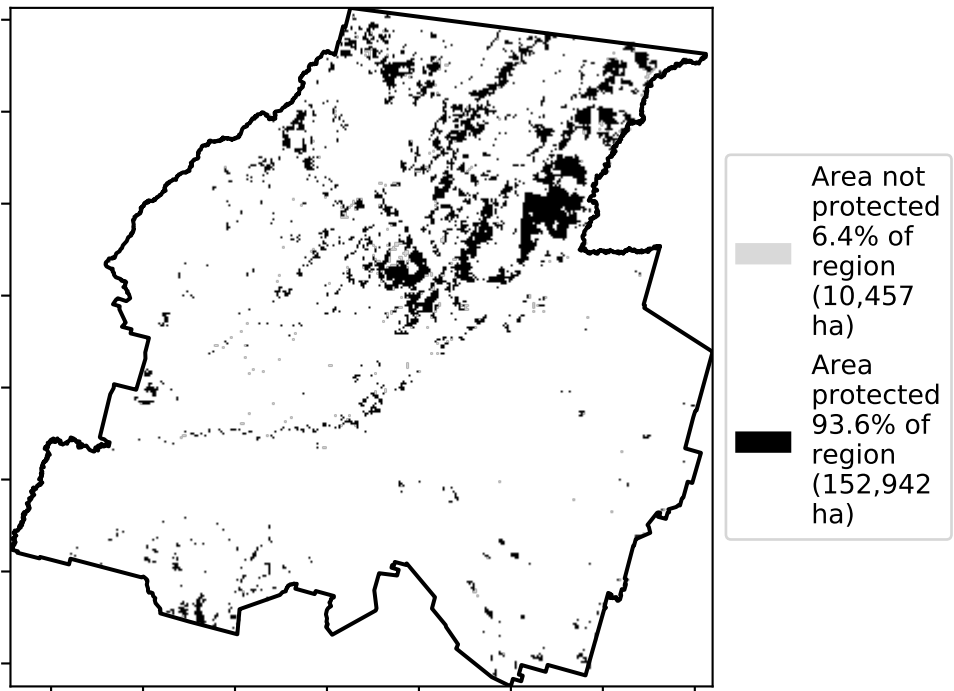 Area not
protected
6.4% of
region
(10,457
ha)
Area
protected
93.6% of
region
(152,942
ha)